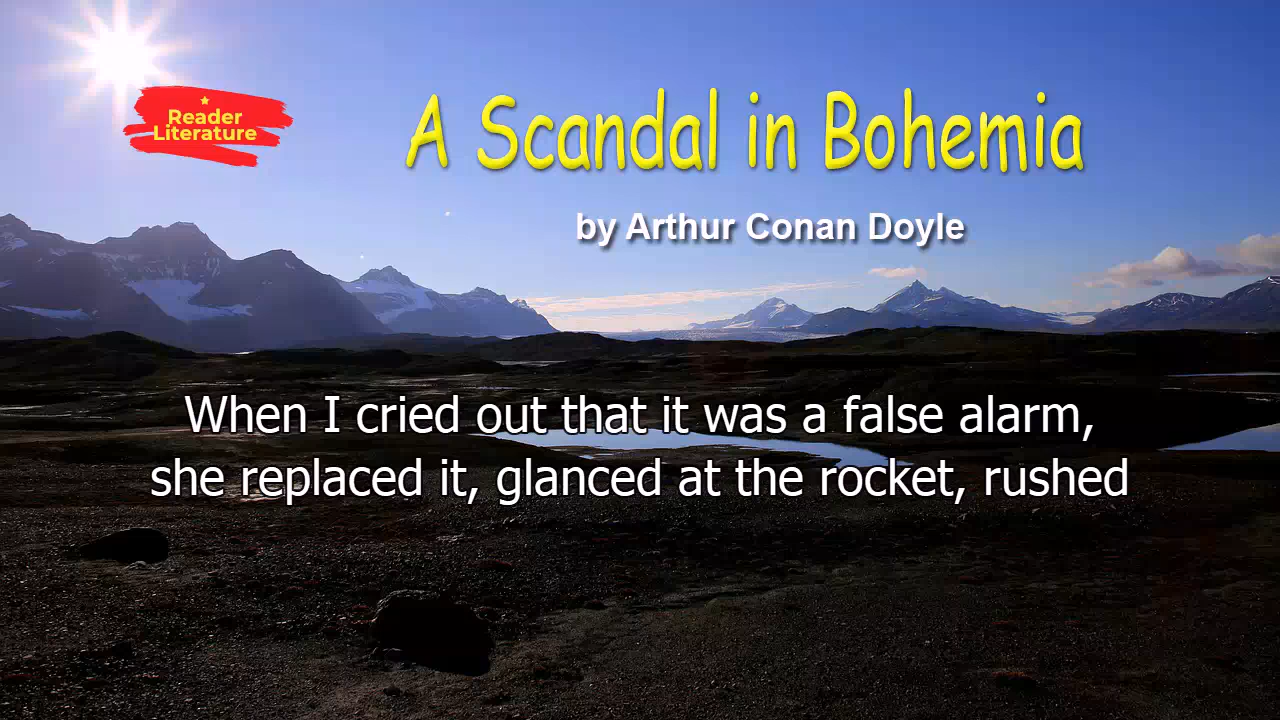 Reader
Literature
A Scandal in Bohemia
by Arthur Conan Doyle
When I cried out that it was a false alarm,
she replaced it, glanced at the rocket, rushed